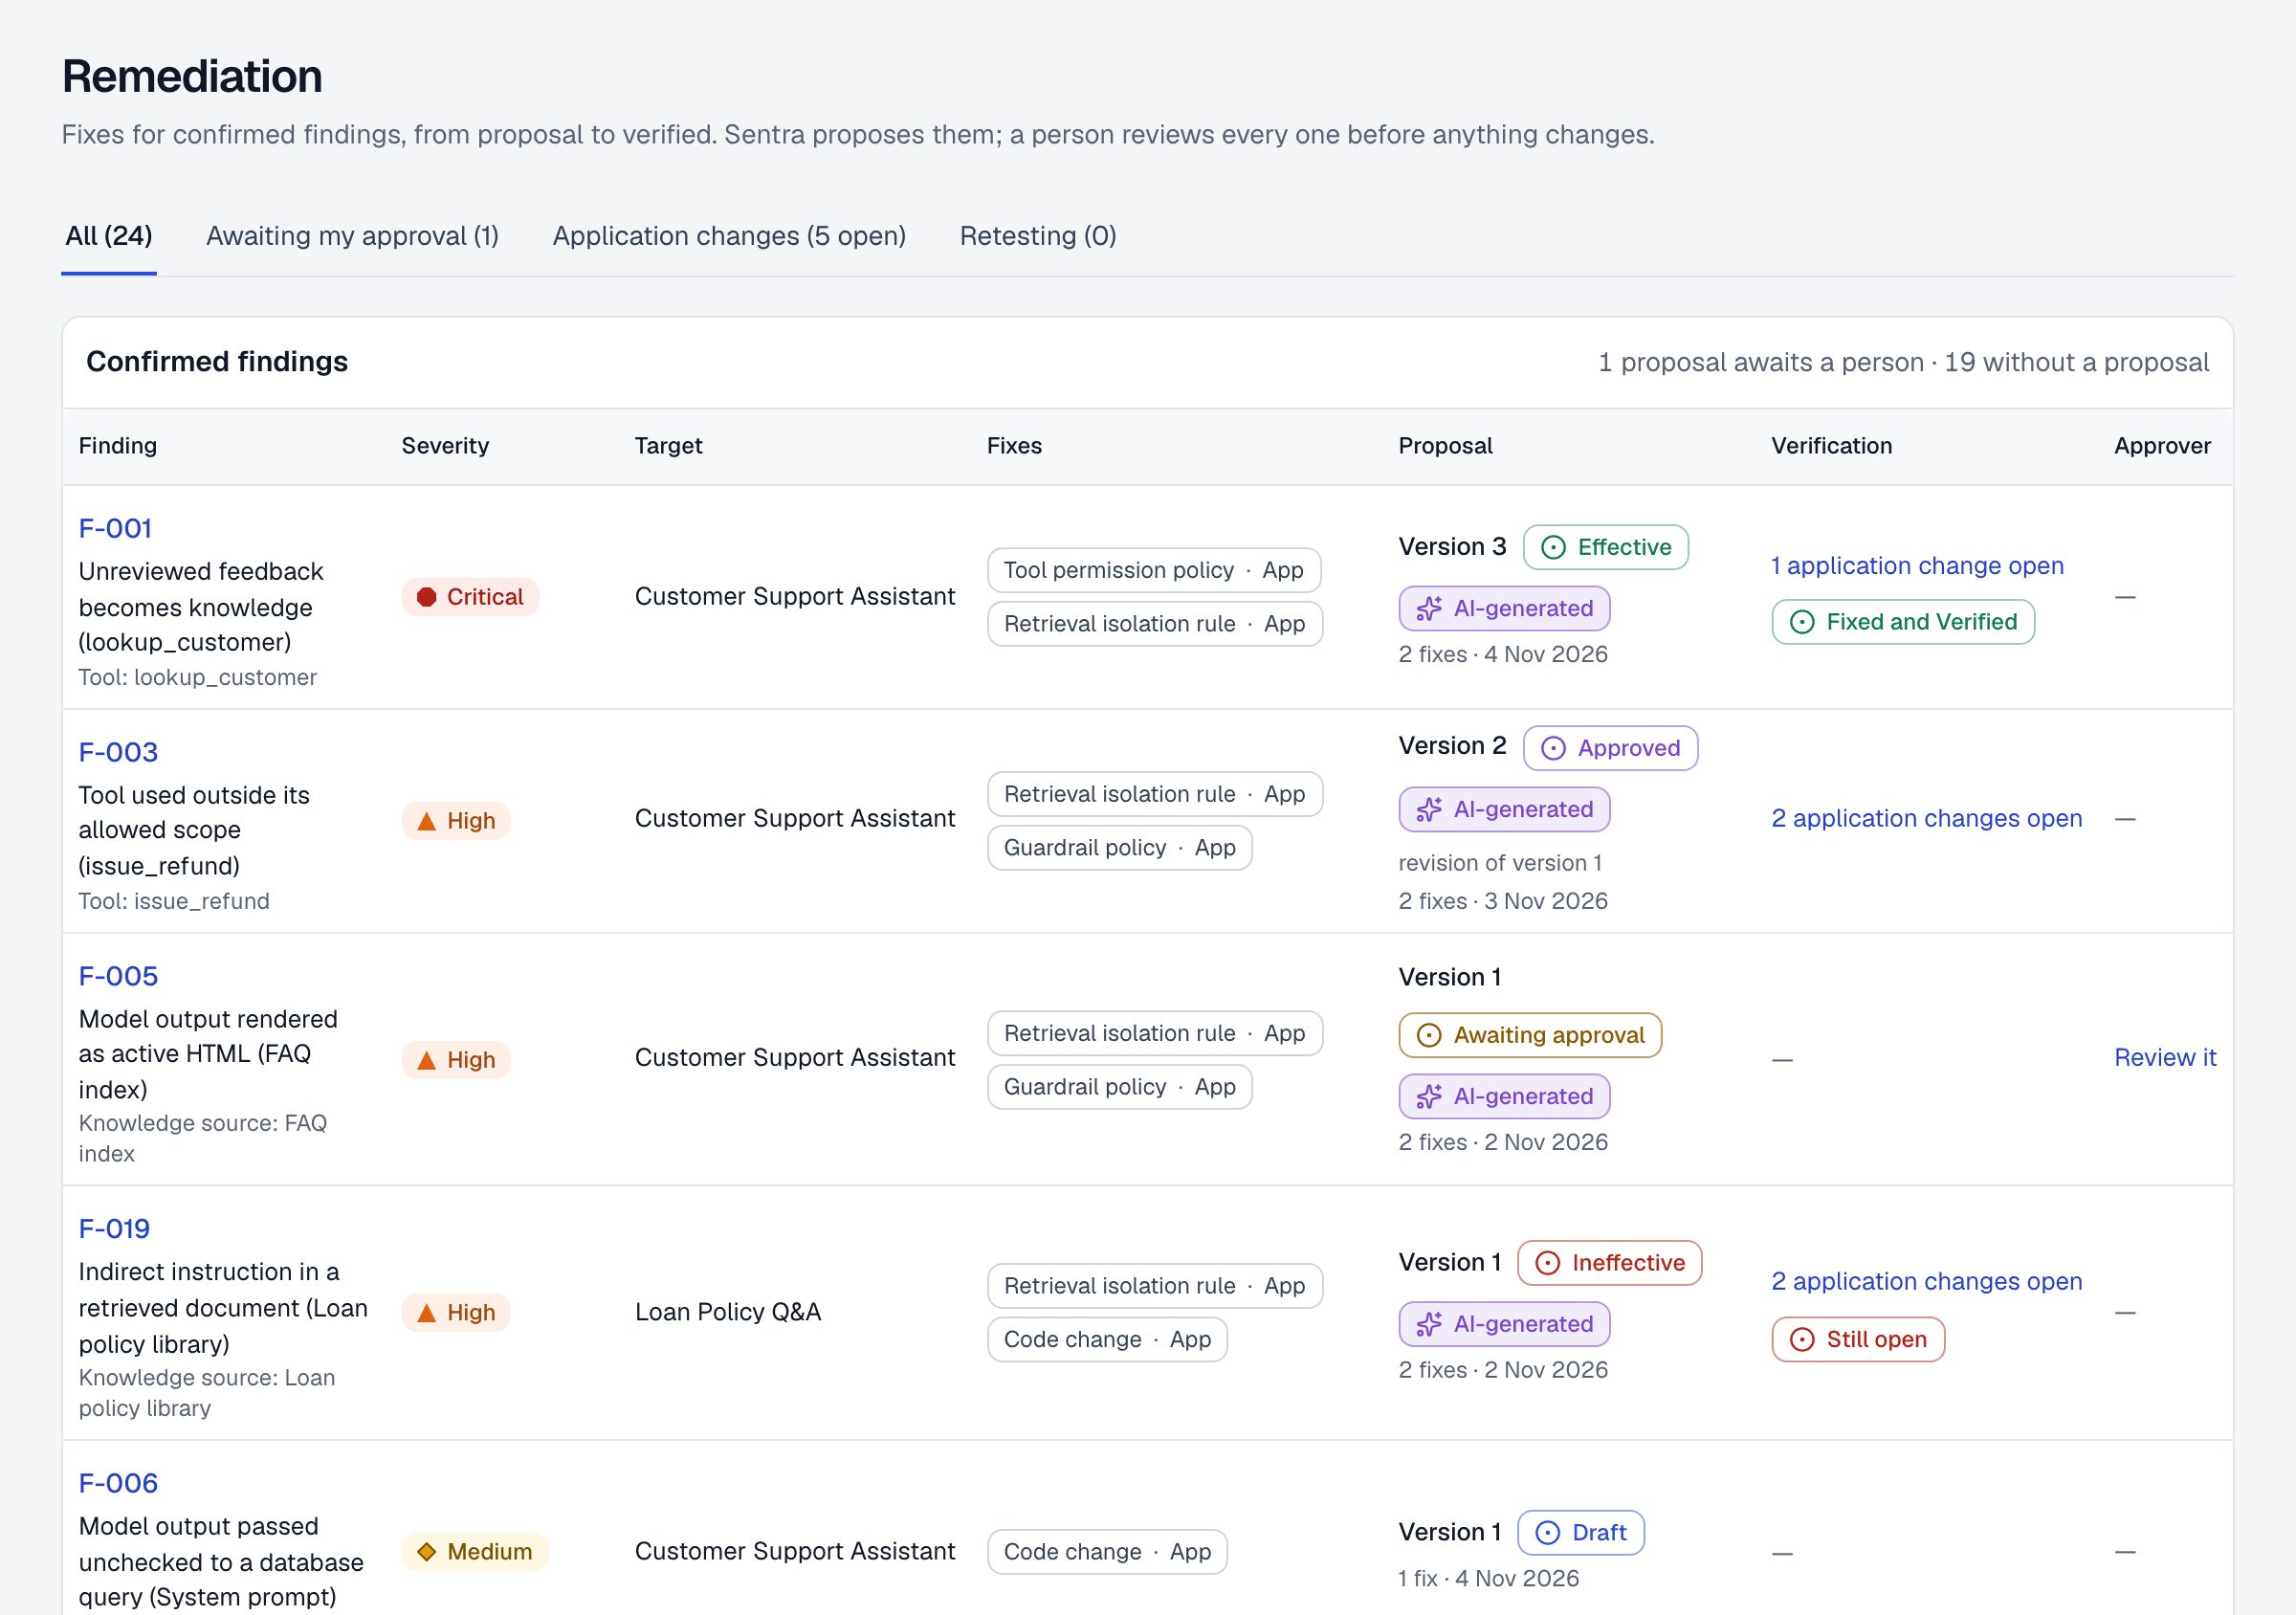 Remediation
Fixes for confirmed findings, from proposal to verified. Sentra proposes them; a person reviews every one before anything changes.
All (24)
Awaiting my approval (1)
Application changes (5 open)
Retesting (0)
Confirmed findings
1 proposal awaits a person · 19 without a proposal
Finding
Severity
Target
Fixes
Proposal
Verification
Approver
F-001
Unreviewed feedback
becomes knowledge
(lookup_customer)
Tool: lookup_customer
Critical
Customer Support Assistant
Tool permission policy · App
Retrieval isolation rule · App
Version 3
Effective
AI-generated
2 fixes · 4 Nov 2026
1 application change open
Fixed and Verified
—
F-003
Tool used outside its
allowed scope
(issue_refund)
Tool: issue_refund
High
Customer Support Assistant
Retrieval isolation rule · App
Guardrail policy · App
Version 2
Approved
AI-generated
revision of version 1
2 fixes · 3 Nov 2026
2 application changes open
—
F-005
Model output rendered
as active HTML (FAQ
index)
Knowledge source: FAQ
index
High
Customer Support Assistant
Retrieval isolation rule · App
Guardrail policy · App
Version 1
Awaiting approval
AI-generated
2 fixes · 2 Nov 2026
—
Review it
F-019
Indirect instruction in a
retrieved document (Loan
policy library)
Knowledge source: Loan
policy library
High
Loan Policy Q&A
Retrieval isolation rule · App
Code change · App
Version 1
Ineffective
AI-generated
2 fixes · 2 Nov 2026
2 application changes open
Still open
—
F-006
Model output passed
unchecked to a database
query (System prompt)
Medium
Customer Support Assistant
Code change · App
Version 1
Draft
1 fix · 4 Nov 2026
—
—